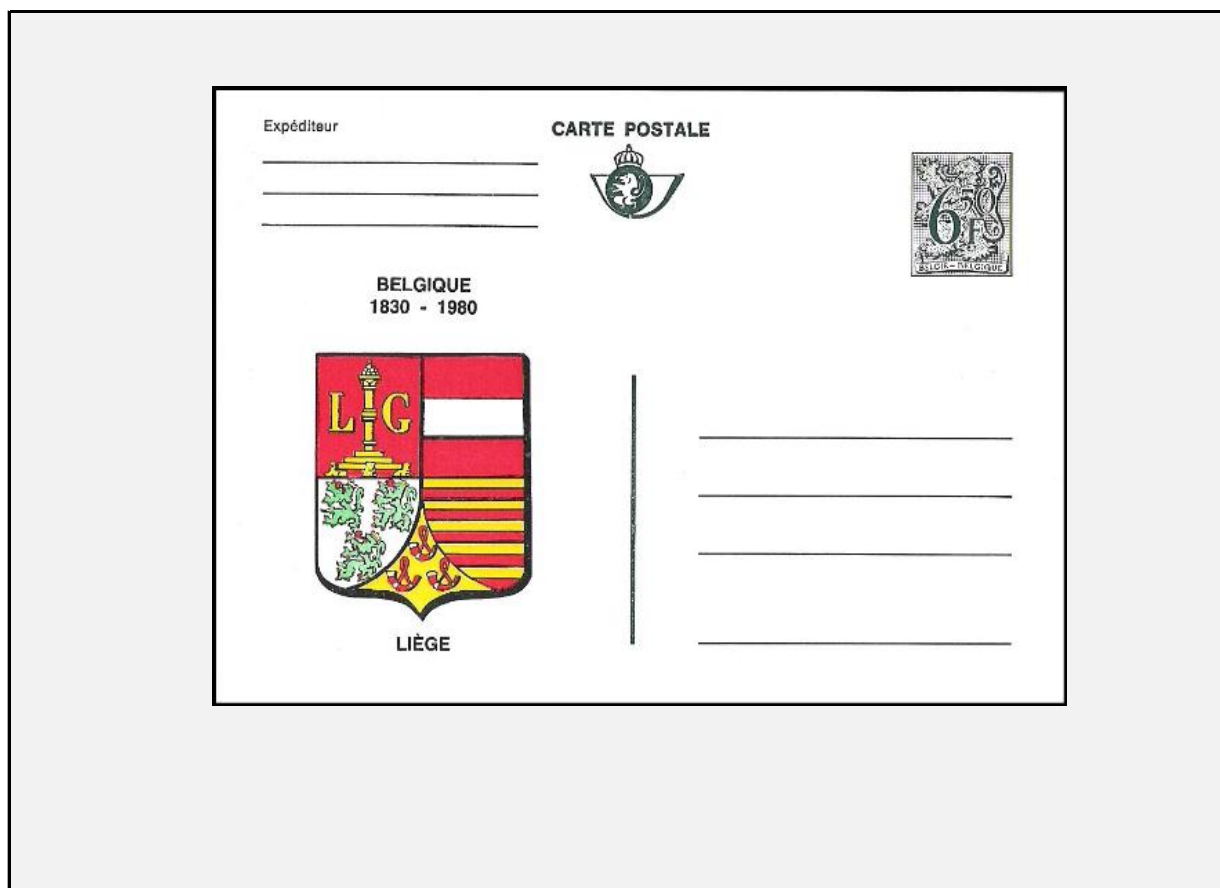 Expéditeur
CARTE POSTALE
6 50 F
BELGIË - BELGIQUE
BELGIQUE
1830 - 1980
L G
LIÈGE